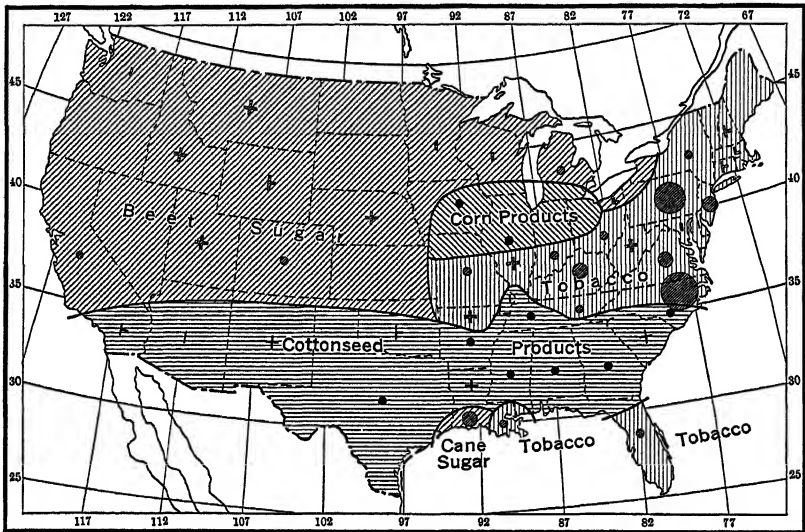 127 122 112 107 102 97 92 87 82 77 72 67
45 45
40 40
Corn Products
Beet Sugar
Tobacco
35 35
Cottonseed Products
30 30
Cane Sugar Tobacco Tobacco
25 25
117 112 107 102 97 92 87 82 77